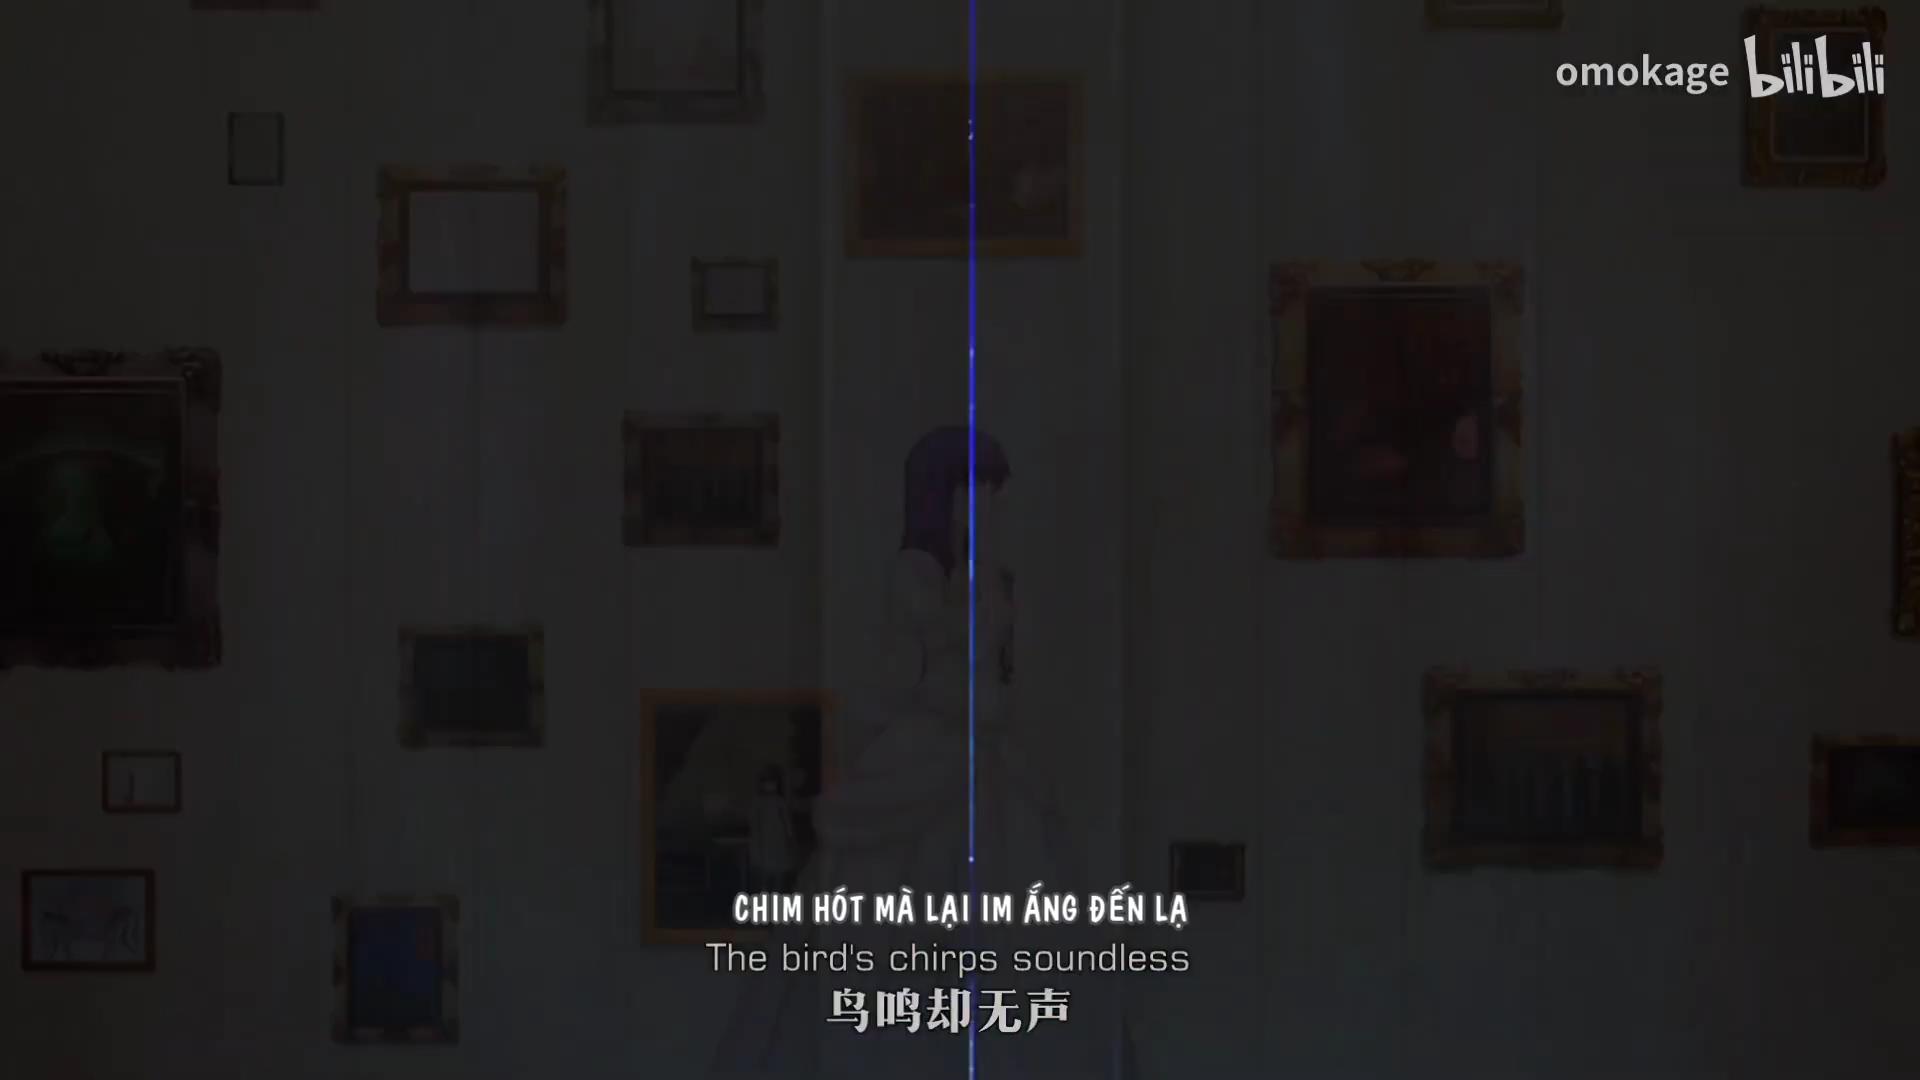 omokage bilibili
CHIM HÓT MÀ LẠI IM ẮNG ĐẾN LẠ
The bird's chirps soundless
鸟鸣却无声